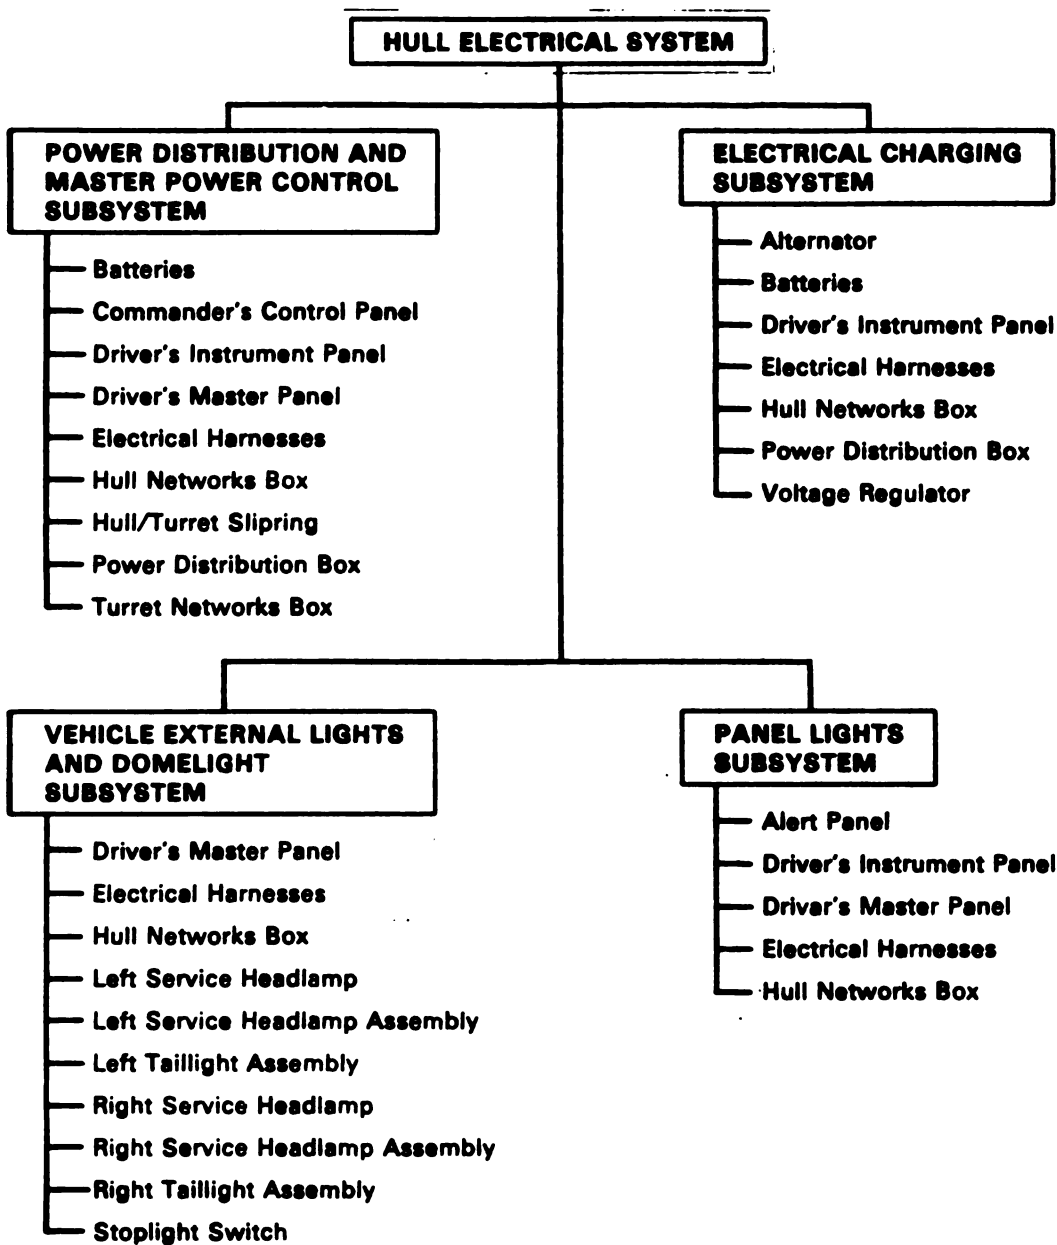 HULL ELECTRICAL SYSTEM
POWER DISTRIBUTION AND
MASTER POWER CONTROL
SUBSYSTEM
Batteries
Commander's Control Panel
Driver's Instrument Panel
Driver's Master Panel
Electrical Harnesses
Hull Networks Box
Hull/Turret Slipring
Power Distribution Box
Turret Networks Box
ELECTRICAL CHARGING
SUBSYSTEM
Alternator
Batteries
Driver's Instrument Panel
Electrical Harnesses
Hull Networks Box
Power Distribution Box
Voltage Regulator
VEHICLE EXTERNAL LIGHTS
AND DOMELIGHT
SUBSYSTEM
Driver's Master Panel
Electrical Harnesses
Hull Networks Box
Left Service Headlamp
Left Service Headlamp Assembly
Left Taillight Assembly
Right Service Headlamp
Right Service Headlamp Assembly
Right Taillight Assembly
Stoplight Switch
PANEL LIGHTS
SUBSYSTEM
Alert Panel
Driver's Instrument Panel
Drivar's Master Panel
Electrical Harnesses
Hull Networks Box